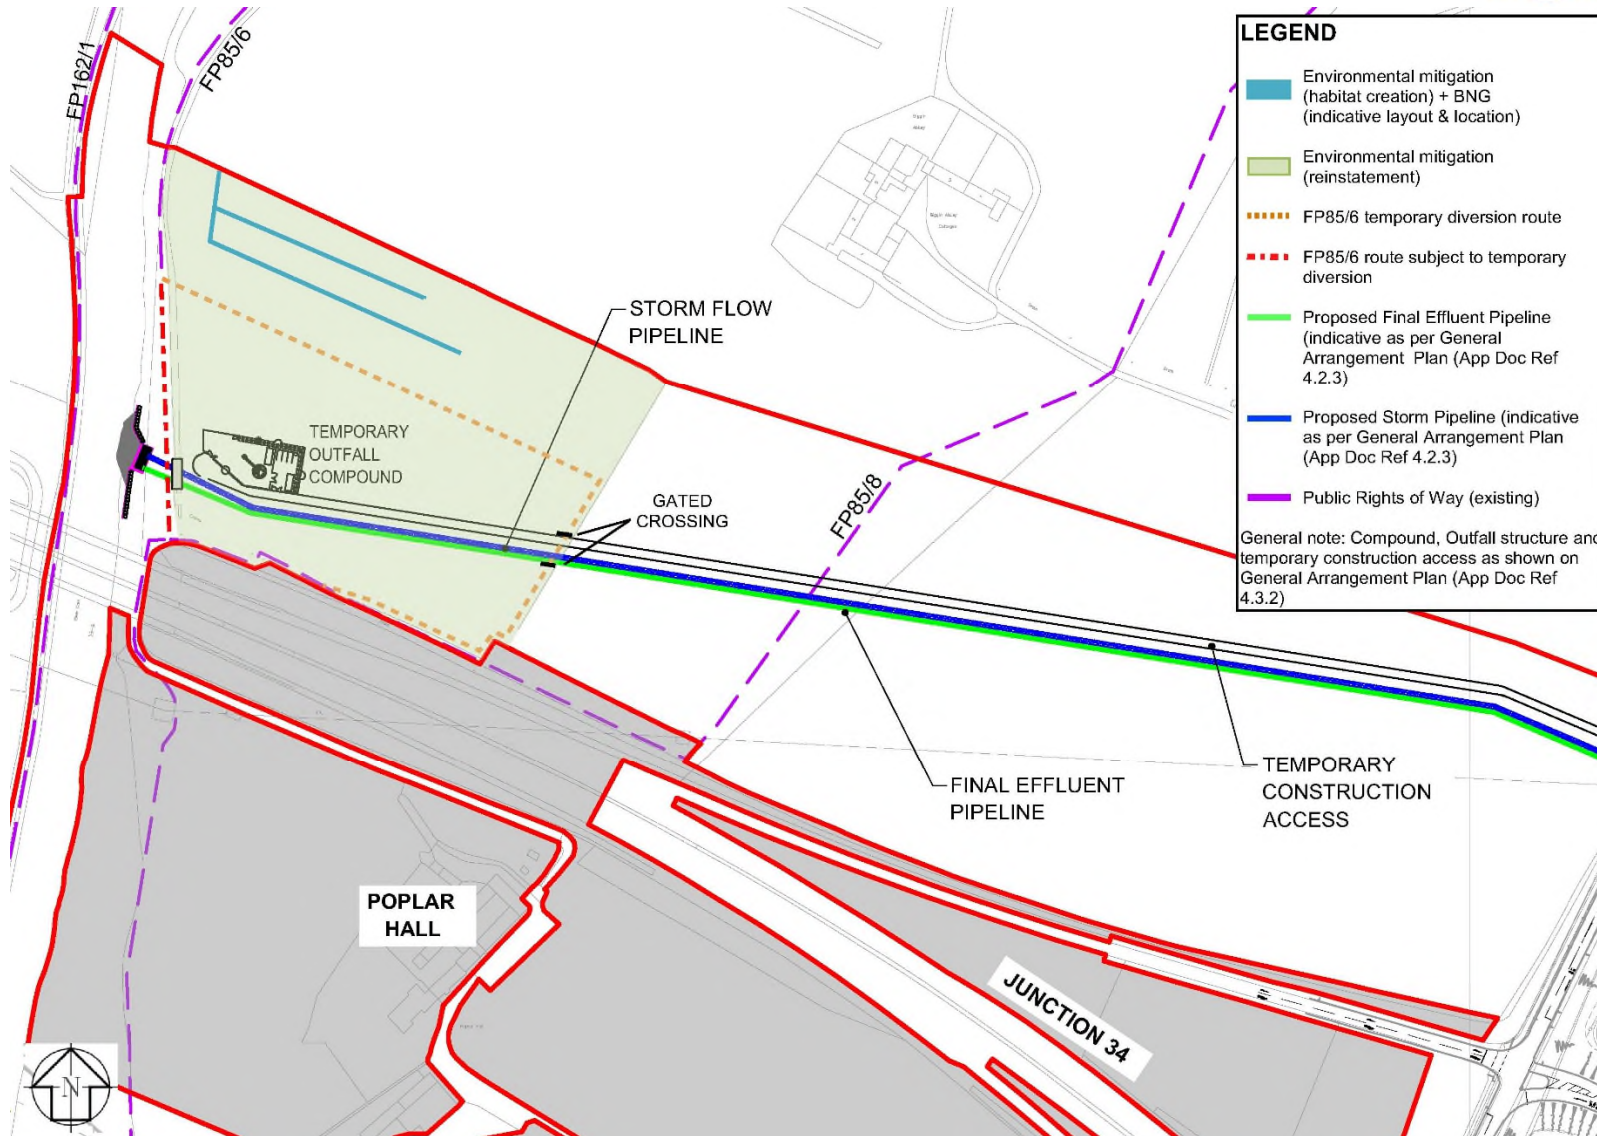 FP162/1
FP85/6
LEGEND
Environmental mitigation
(habitat creation) + BNG
(indicative layout & location)
Environmental mitigation
(reinstatement)
FP85/6 temporary diversion route
FP85/6 route subject to temporary
diversion
Proposed Final Effluent Pipeline
(indicative as per General
Arrangement Plan (App Doc Ref
4.2.3)
Proposed Storm Pipeline (indicative
as per General Arrangement Plan
(App Doc Ref 4.2.3)
Public Rights of Way (existing)
General note: Compound, Outfall structure and
temporary construction access as shown on
General Arrangement Plan (App Doc Ref
4.3.2)
STORM FLOW
PIPELINE
TEMPORARY
OUTFALL
COMPOUND
GATED
CROSSING
FP85/8
FINAL EFFLUENT
PIPELINE
TEMPORARY
CONSTRUCTION
ACCESS
POPLAR
HALL
JUNCTION 34
N